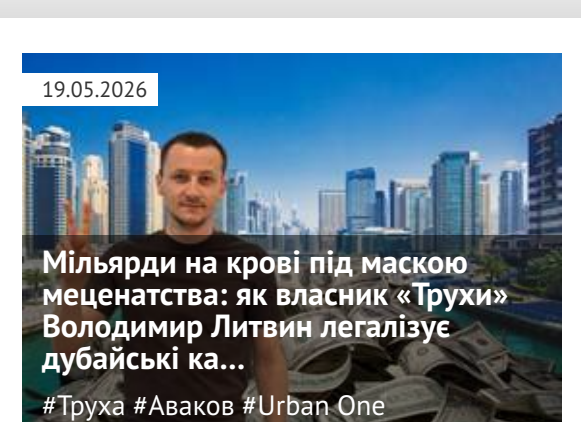 19.05.2026
Мільярди на крові під маскою
меценатства: як власник «Трухи»
Володимир Литвин легалізує
дубайські ка...
#Труха #Аваков #Urban One